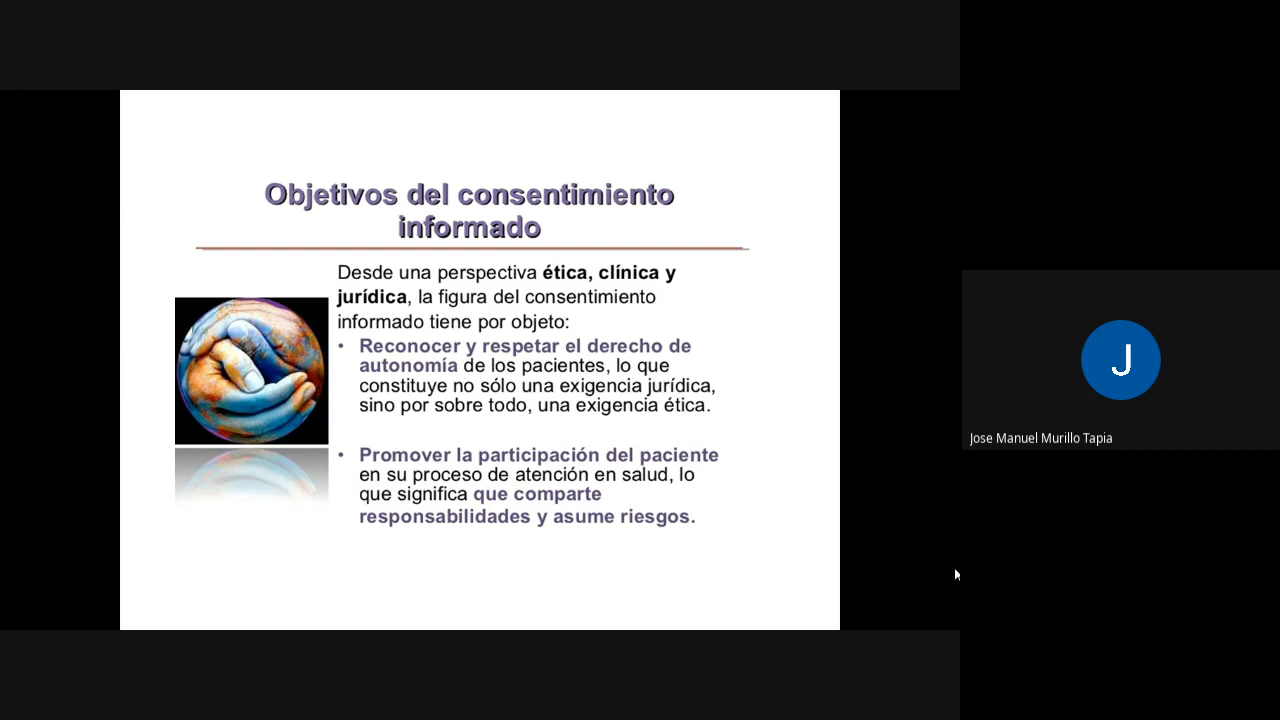 Objetivos del consentimiento
informado
Desde una perspectiva ética, clínica y
jurídica, la figura del consentimiento
informado tiene por objeto:
• Reconocer y respetar el derecho de
autonomía de los pacientes, lo que
constituye no sólo una exigencia jurídica,
sino por sobre todo, una exigencia ética.
• Promover la participación del paciente
en su proceso de atención en salud, lo
que significa que comparte
responsabilidades y asume riesgos.
J
Jose Manuel Murillo Tapia